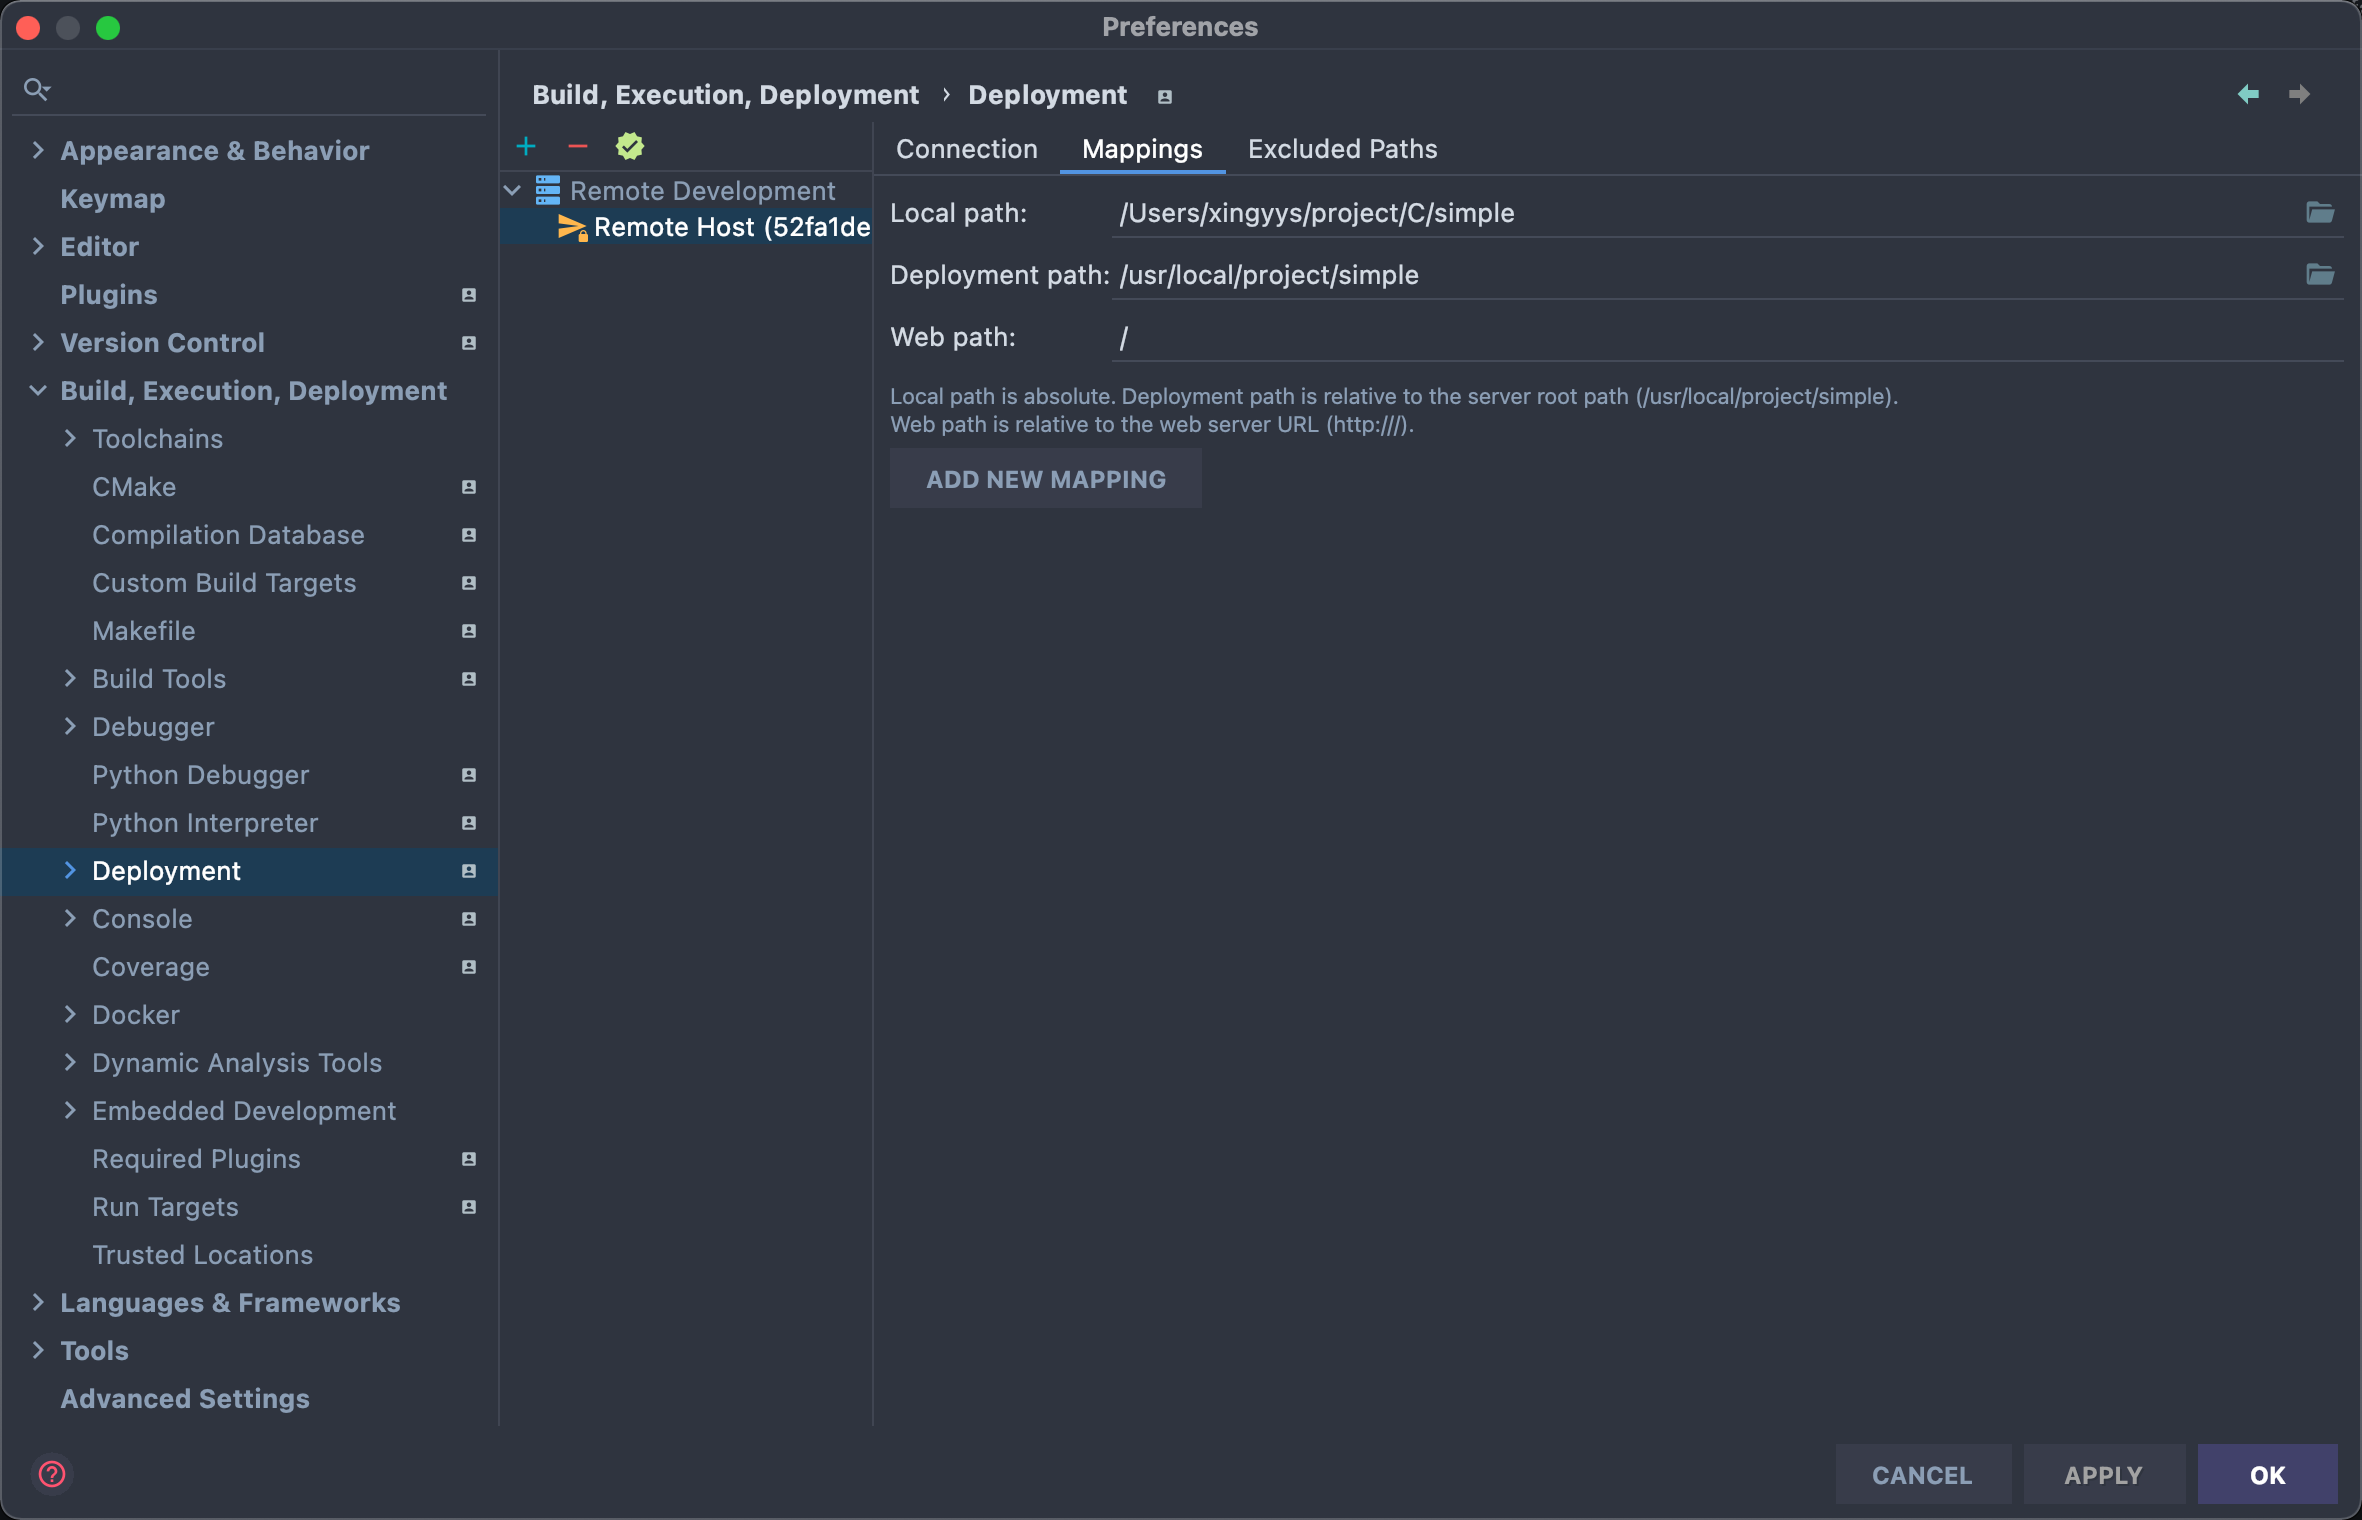 Preferences
Build, Execution, Deployment › Deployment
Appearance & Behavior
Keymap
Editor
Plugins
Version Control
Build, Execution, Deployment
Toolchains
CMake
Compilation Database
Custom Build Targets
Makefile
Build Tools
Debugger
Python Debugger
Python Interpreter
Deployment
Console
Coverage
Docker
Dynamic Analysis Tools
Embedded Development
Required Plugins
Run Targets
Trusted Locations
Languages & Frameworks
Tools
Advanced Settings
Remote Development
Remote Host (52fa1de
Connection Mappings Excluded Paths
Local path: /Users/xingyys/project/C/simple
Deployment path: /usr/local/project/simple
Web path: /
Local path is absolute. Deployment path is relative to the server root path (/usr/local/project/simple).
Web path is relative to the web server URL (http:///).
ADD NEW MAPPING
?
CANCEL APPLY OK